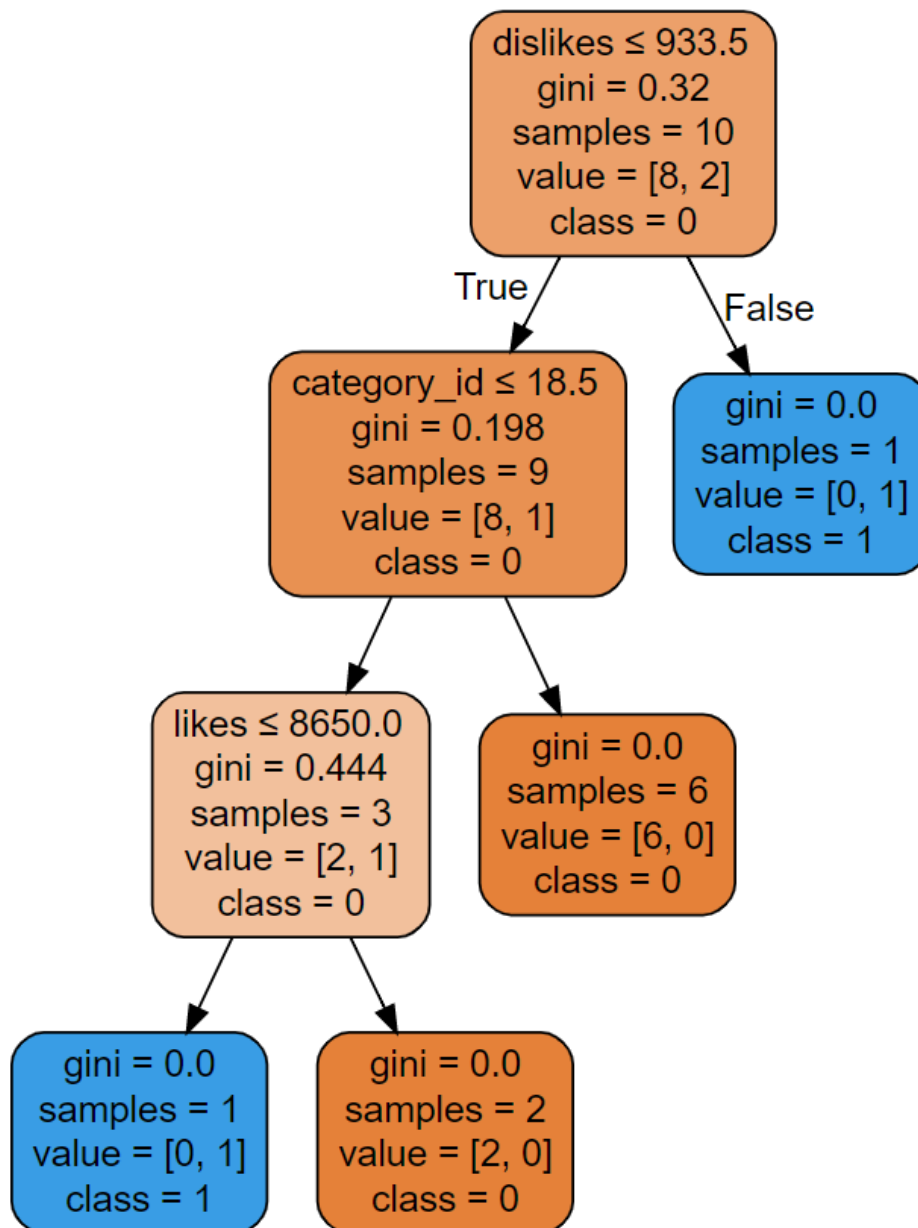 dislikes ≤ 933.5
gini = 0.32
samples = 10
value = [8, 2]
class = 0
True
False
category_id ≤ 18.5
gini = 0.198
samples = 9
value = [8, 1]
class = 0
gini = 0.0
samples = 1
value = [0, 1]
class = 1
likes ≤ 8650.0
gini = 0.444
samples = 3
value = [2, 1]
class = 0
gini = 0.0
samples = 6
value = [6, 0]
class = 0
gini = 0.0
samples = 1
value = [0, 1]
class = 1
gini = 0.0
samples = 2
value = [2, 0]
class = 0